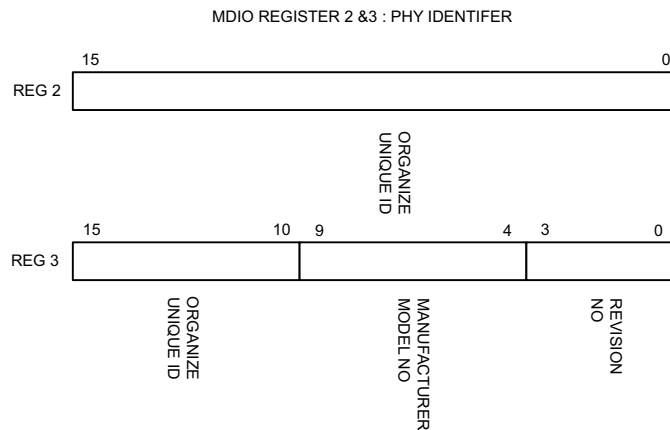 MDIO REGISTER 2 &3 : PHY IDENTIFER
15 0
REG 2
ORGANIZE
UNIQUE ID
15 10 9 4 3 0
REG 3
ORGANIZE
UNIQUE ID
MANUFACTURER
MODEL NO
REVISION
NO